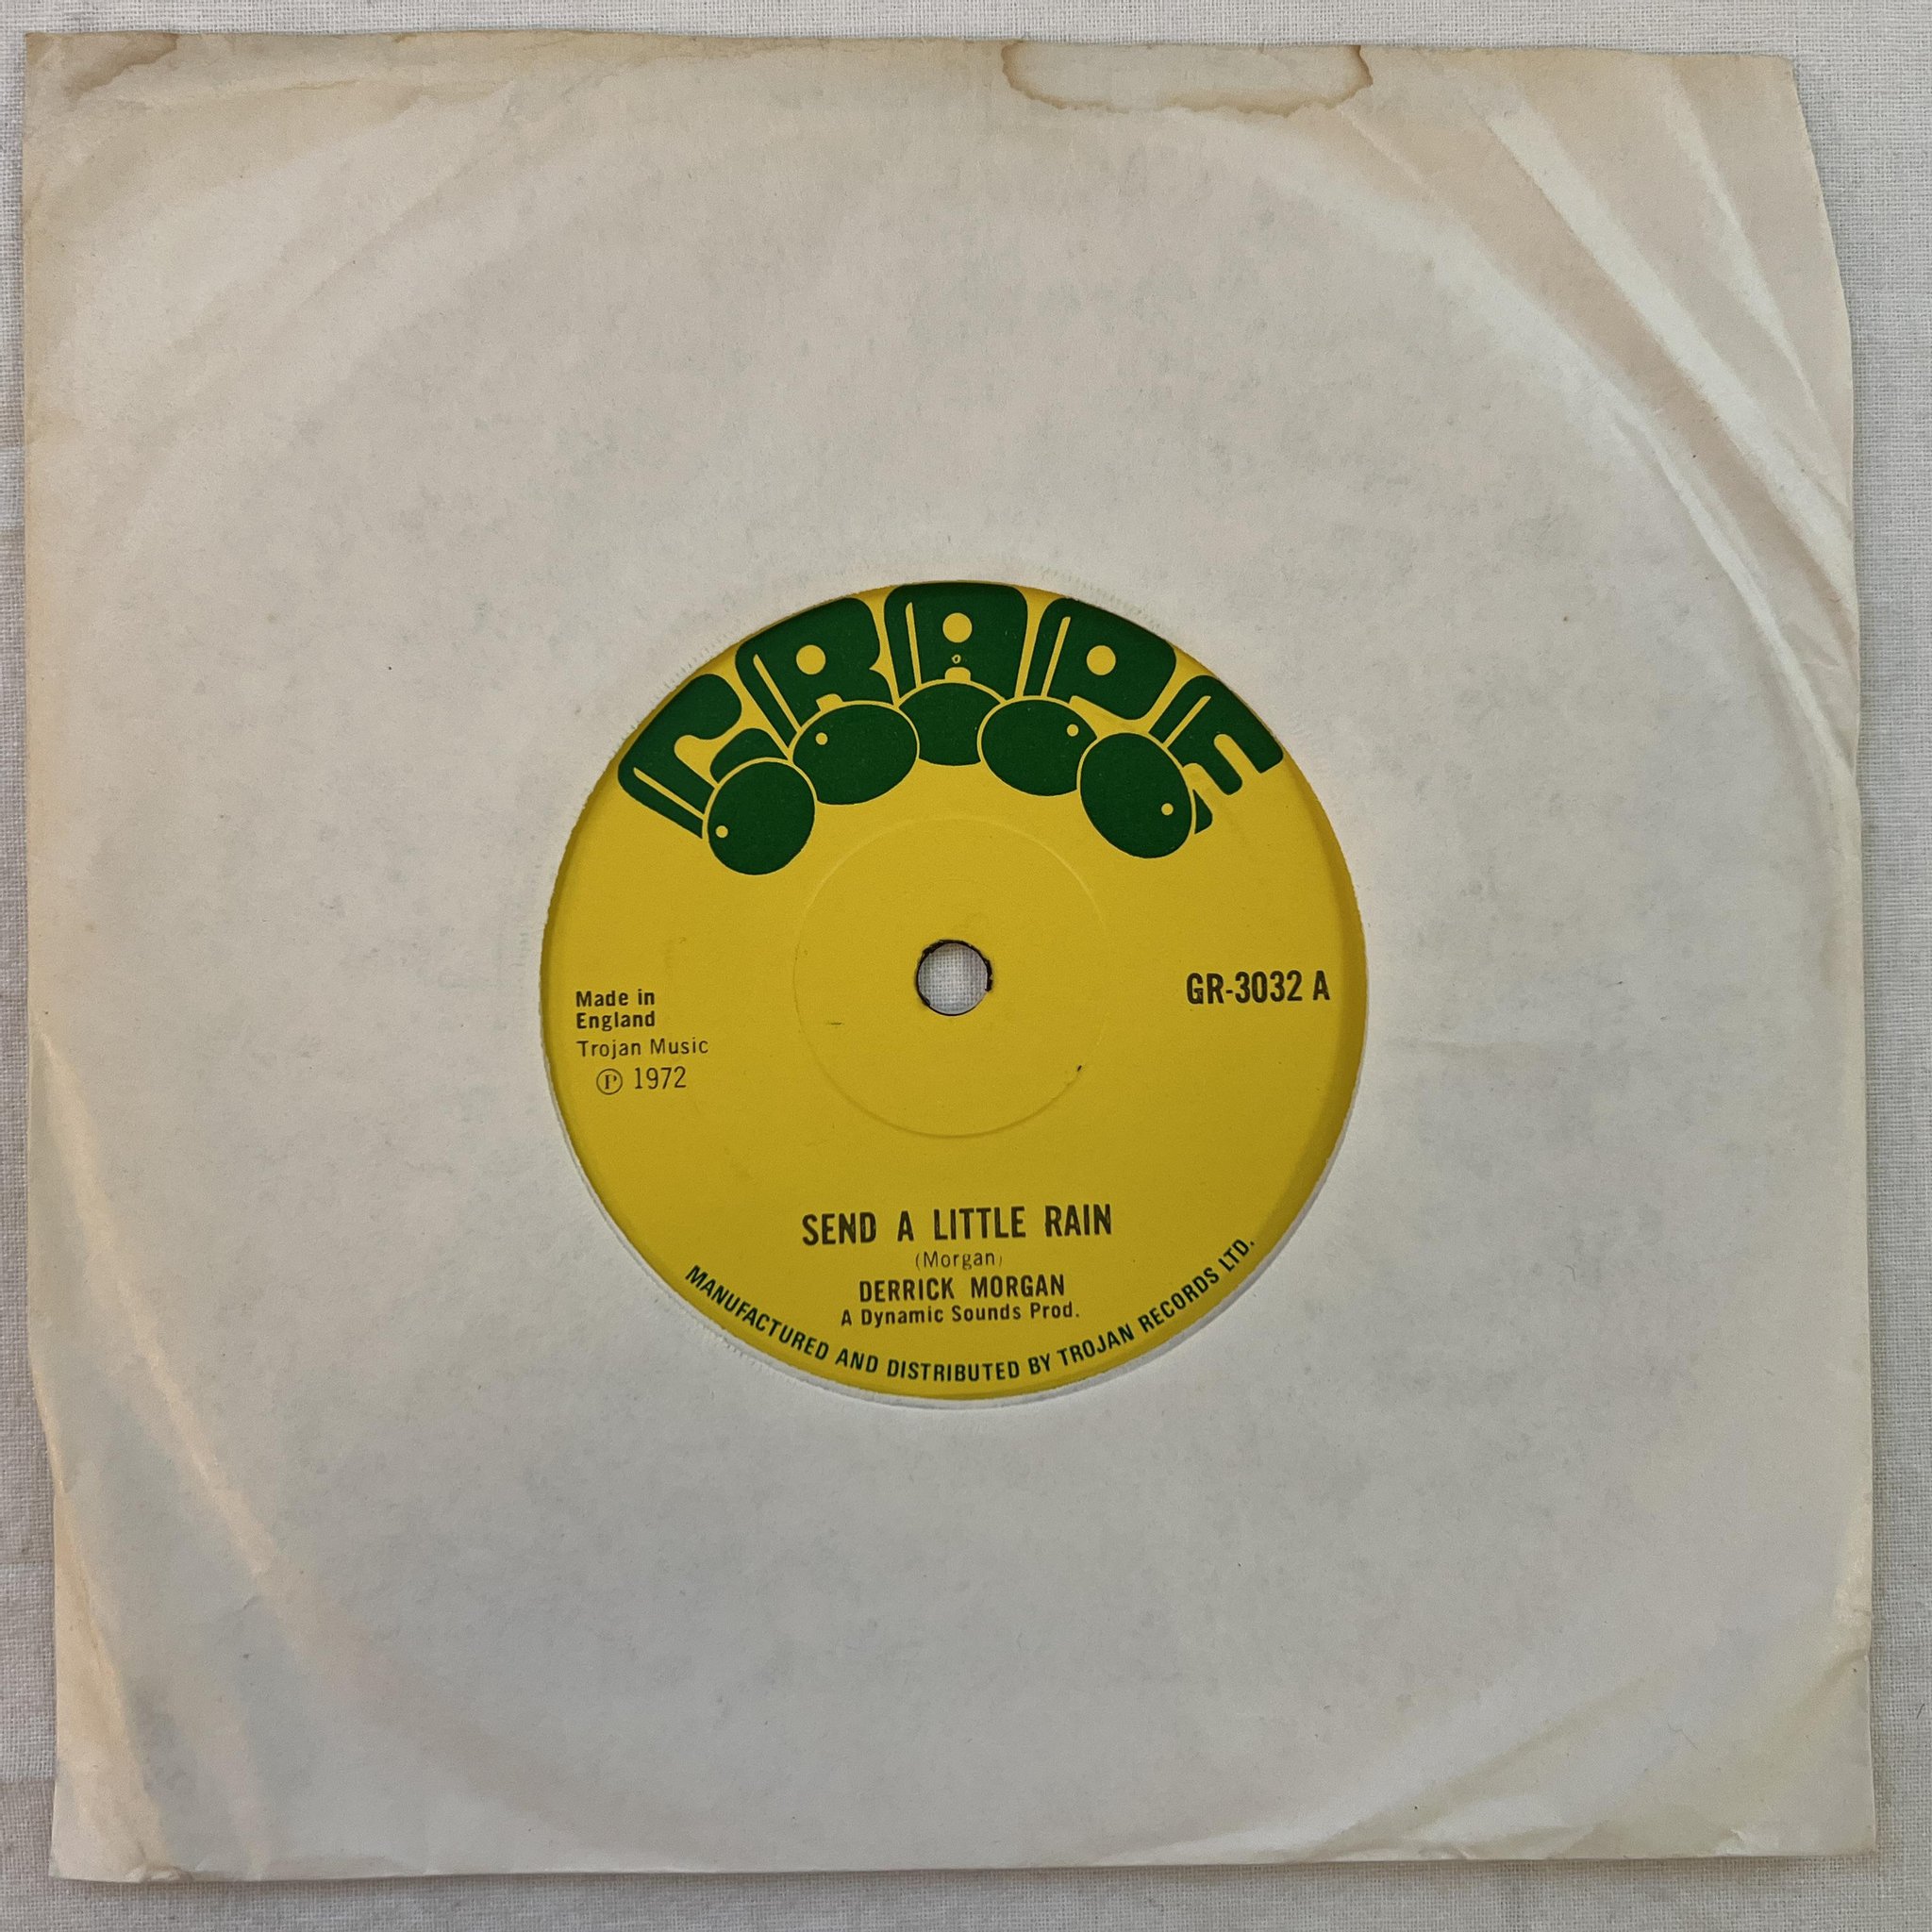 GRAPE
Made in
England
Trojan Music
Ⓟ 1972
GR-3032 A
SEND A LITTLE RAIN
(Morgan)
DERRICK MORGAN
A Dynamic Sounds Prod.
MANUFACTURED AND DISTRIBUTED BY TROJAN RECORDS LTD.